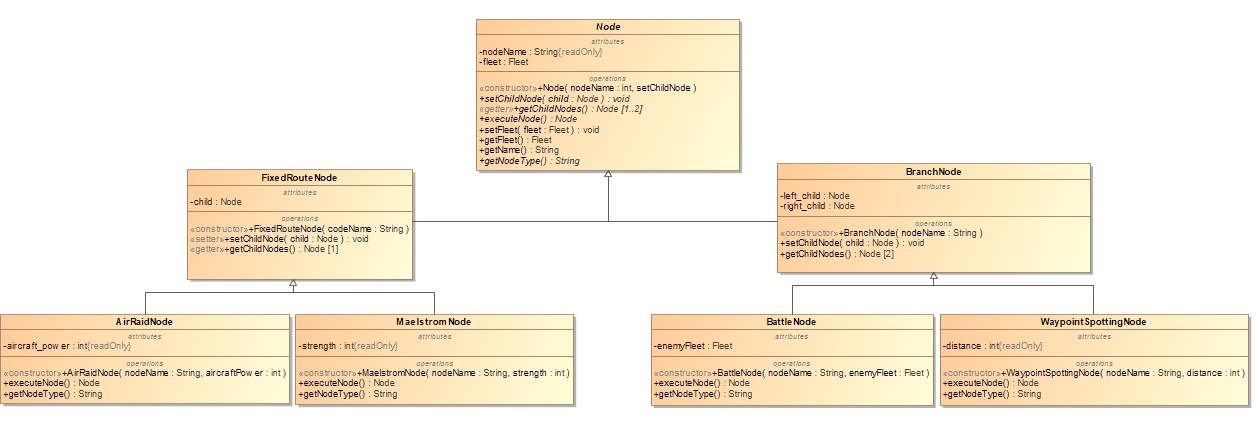 Node
attributes
-nodeName : String{readOnly}
-fleet : Fleet
operations
«constructor»+Node( nodeName : int, setChildNode )
+setChildNode( child : Node ) : void
«getter»+getChildNodes() : Node [1..2]
+executeNode() : Node
+setFleet( fleet : Fleet ) : void
+getFleet() : Fleet
+getName() : String
+getNodeType() : String
FixedRouteNode
attributes
-child : Node
operations
«constructor»+FixedRouteNode( codeName : String )
«setter»+setChildNode( child : Node ) : void
«getter»+getChildNodes() : Node [1]
BranchNode
attributes
-left_child : Node
-right_child : Node
operations
«constructor»+BranchNode( nodeName : String )
+setChildNode( child : Node ) : void
+getChildNodes() : Node [2]
AirRaidNode
attributes
-aircraft_power : int{readOnly}
operations
«constructor»+AirRaidNode( nodeName : String, aircraftPower : int )
+executeNode() : Node
+getNodeType() : String
MaelstromNode
attributes
-strength : int{readOnly}
operations
«constructor»+MaelstromNode( nodeName : String, strength : int )
+executeNode() : Node
+getNodeType() : String
BattleNode
attributes
-enemyFleet : Fleet
operations
«constructor»+BattleNode( nodeName : String, enemyFleet : Fleet )
+executeNode() : Node
+getNodeType() : String
WaypointSpottingNode
attributes
-distance : int{readOnly}
operations
«constructor»+WaypointSpottingNode( nodeName : String, distance : int )
+executeNode() : Node
+getNodeType() : String